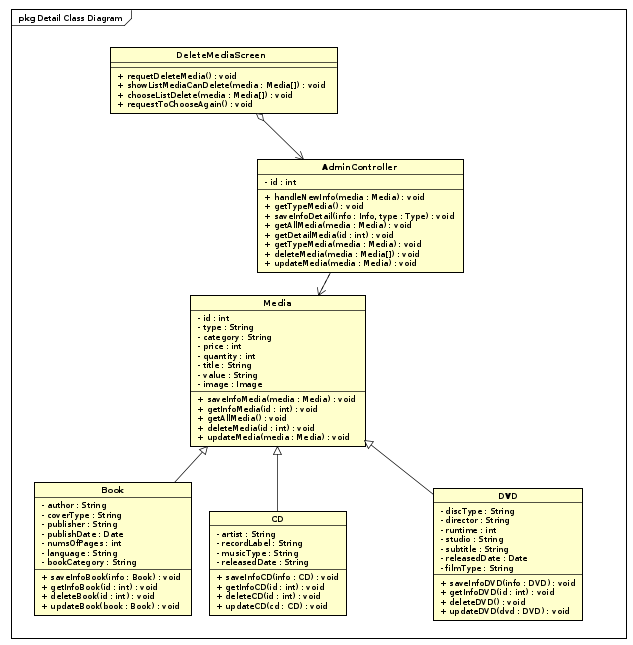 pkg Detail Class Diagram
DeleteMediaScreen
+ requetDeleteMedia() : void
+ showListMediaCanDelete(media : Media[]) : void
+ chooseListDelete(media : Media[]) : void
+ requestToChooseAgain() : void
AdminController
- id : int
+ handleNewInfo(media : Media) : void
+ getTypeMedia() : void
+ saveInfoDetail(info : Info, type : Type) : void
+ getAllMedia(media : Media) : void
+ getDetailMedia(id : int) : void
+ getTypeMedia(media : Media) : void
+ deleteMedia(media : Media[]) : void
+ updateMedia(media : Media) : void
Media
- id : int
- type : String
- category : String
- price : int
- quantity : int
- title : String
- value : String
- image : Image
+ saveInfoMedia(media : Media) : void
+ getInfoMedia(id : int) : void
+ getAllMedia() : void
+ deleteMedia(id : int) : void
+ updateMedia(media : Media) : void
Book
- author : String
- coverType : String
- publisher : String
- publishDate : Date
- numsOfPages : int
- language : String
- bookCategory : String
+ saveInfoBook(info : Book) : void
+ getInfoBook(id : int) : void
+ deleteBook(id : int) : void
+ updateBook(book : Book) : void
CD
- artist : String
- recordLabel : String
- musicType : String
- releasedDate : String
+ saveInfoCD(info : CD) : void
+ getInfoCD(id : int) : void
+ deleteCD(id : int) : void
+ updateCD(cd : CD) : void
DVD
- discType : String
- director : String
- runtime : int
- studio : String
- subtitle : String
- releasedDate : Date
- filmType : String
+ saveInfoDVD(info : DVD) : void
+ getInfoDVD(id : int) : void
+ deleteDVD() : void
+ updateDVD(dvd : DVD) : void